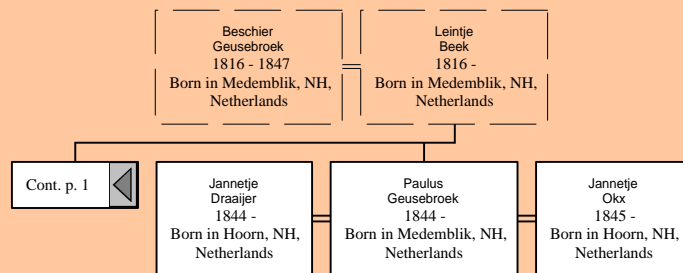 Beschier
Geusebroek
1816 - 1847
Born in Medemblik, NH,
Netherlands
Leintje
Beek
1816 -
Born in Medemblik, NH,
Netherlands
Cont. p. 1
Jannetje
Draaijer
1844 -
Born in Hoorn, NH,
Netherlands
Paulus
Geusebroek
1844 -
Born in Medemblik, NH,
Netherlands
Jannetje
Okx
1845 -
Born in Hoorn, NH,
Netherlands